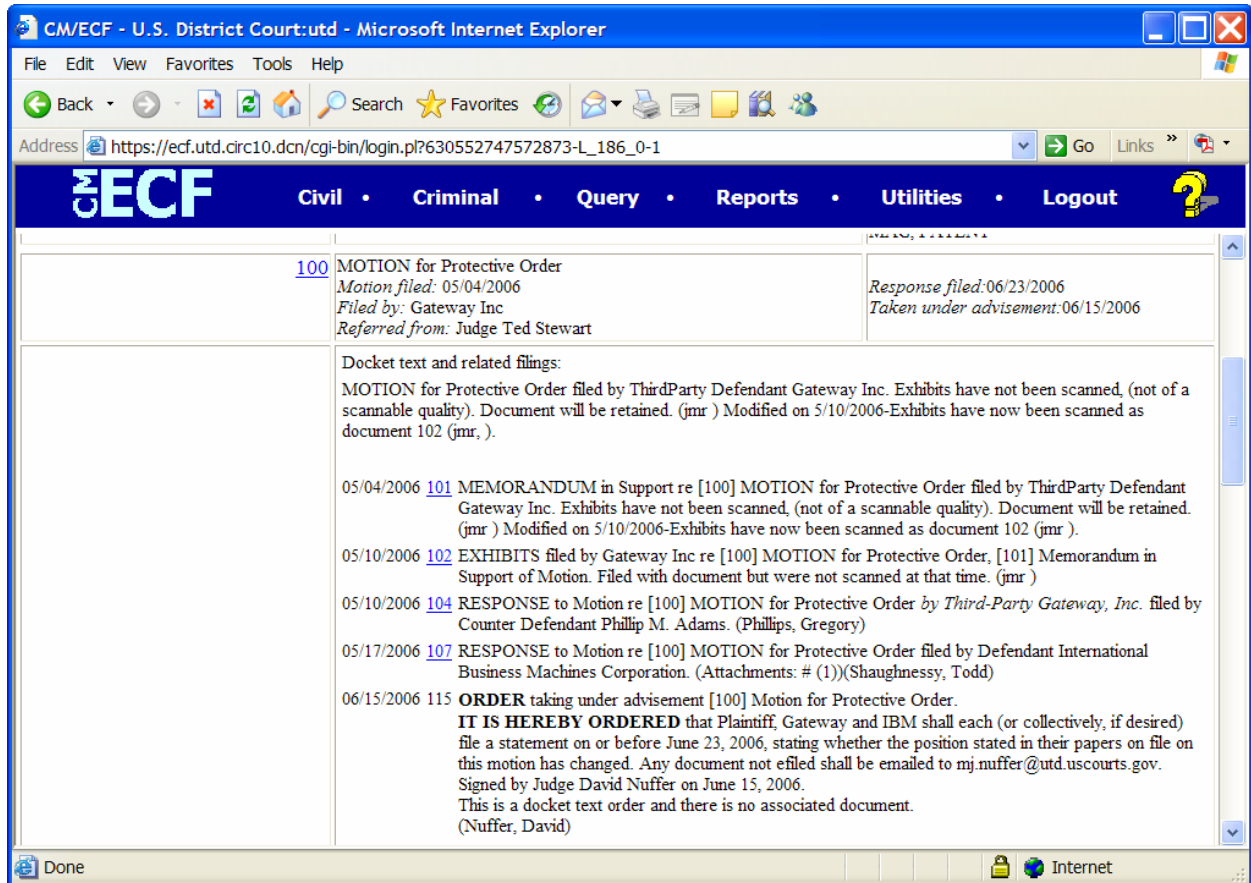 CM/ECF - U.S. District Court:utd - Microsoft Internet Explorer
File Edit View Favorites Tools Help
Back Search Favorites
Address https://ecf.utd.circ10.dcn/cgi-bin/login.pl?630552747572873-L_186_0-1 Go Links »
CM ECF Civil • Criminal • Query • Reports • Utilities • Logout ?
MAG, PATENT
100 MOTION for Protective Order
Motion filed: 05/04/2006
Filed by: Gateway Inc
Referred from: Judge Ted Stewart
Response filed:06/23/2006
Taken under advisement:06/15/2006
Docket text and related filings:
MOTION for Protective Order filed by ThirdParty Defendant Gateway Inc. Exhibits have not been scanned, (not of a
scannable quality). Document will be retained. (jmr ) Modified on 5/10/2006-Exhibits have now been scanned as
document 102 (jmr, ).
05/04/2006 101 MEMORANDUM in Support re [100] MOTION for Protective Order filed by ThirdParty Defendant
Gateway Inc. Exhibits have not been scanned, (not of a scannable quality). Document will be retained.
(jmr ) Modified on 5/10/2006-Exhibits have now been scanned as document 102 (jmr ).
05/10/2006 102 EXHIBITS filed by Gateway Inc re [100] MOTION for Protective Order, [101] Memorandum in
Support of Motion. Filed with document but were not scanned at that time. (jmr )
05/10/2006 104 RESPONSE to Motion re [100] MOTION for Protective Order by Third-Party Gateway, Inc. filed by
Counter Defendant Phillip M. Adams. (Phillips, Gregory)
05/17/2006 107 RESPONSE to Motion re [100] MOTION for Protective Order filed by Defendant International
Business Machines Corporation. (Attachments: # (1))(Shaughnessy, Todd)
06/15/2006 115 ORDER taking under advisement [100] Motion for Protective Order.
IT IS HEREBY ORDERED that Plaintiff, Gateway and IBM shall each (or collectively, if desired)
file a statement on or before June 23, 2006, stating whether the position stated in their papers on file on
this motion has changed. Any document not efiled shall be emailed to mj.nuffer@utd.uscourts.gov.
Signed by Judge David Nuffer on June 15, 2006.
This is a docket text order and there is no associated document.
(Nuffer, David)
Done Internet